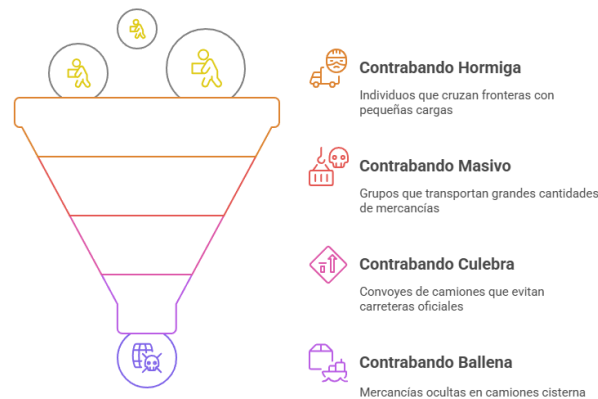 Contrabando Hormiga
Individuos que cruzan fronteras con
pequeñas cargas
Contrabando Masivo
Grupos que transportan grandes cantidades
de mercancías
Contrabando Culebra
Convoyes de camiones que evitan
carreteras oficiales
Contrabando Ballena
Mercancías ocultas en camiones cisterna